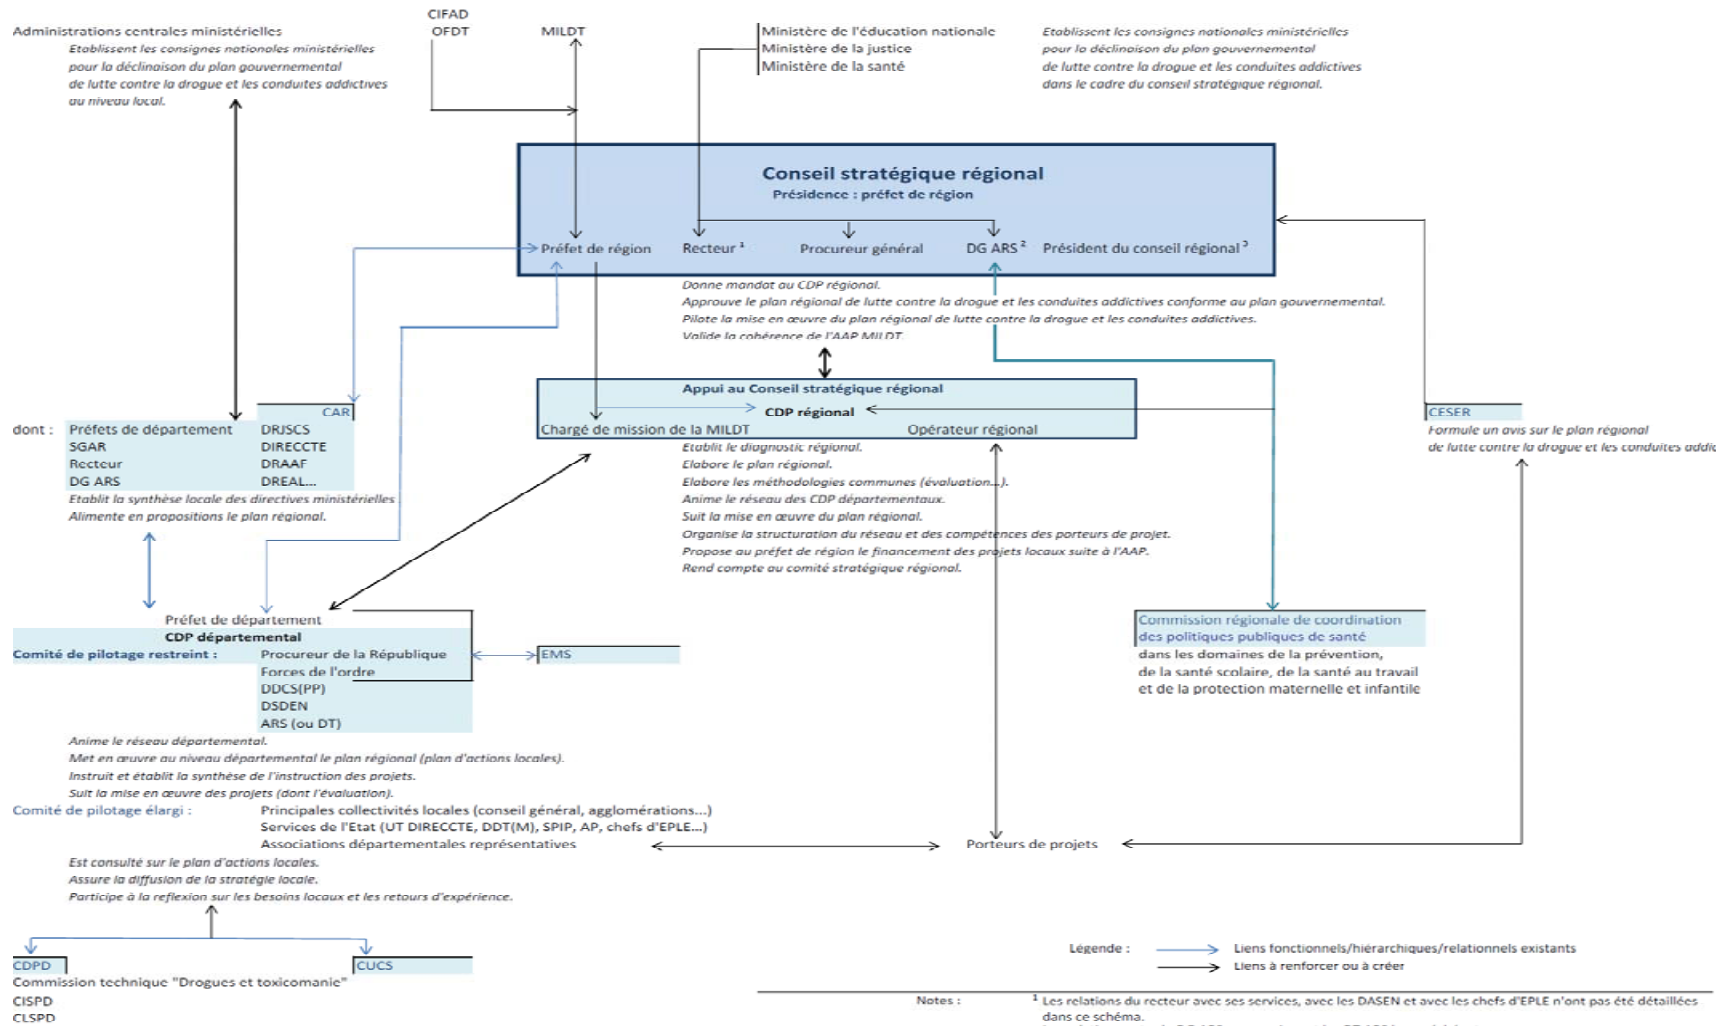 CIFAD
OFDT
MILDT
Administrations centrales ministérielles
Etablissent les consignes nationales ministérielles
pour la déclinaison du plan gouvernemental
de lutte contre la drogue et les conduites addictives
au niveau local.
Ministère de l'éducation nationale
Ministère de la justice
Ministère de la santé
Etablissent les consignes nationales ministérielles
pour la déclinaison du plan gouvernemental
de lutte contre la drogue et les conduites addictives
dans le cadre du conseil stratégique régional.
Conseil stratégique régional
Présidence : préfet de région
Préfet de région
Recteur ¹
Procureur général
DG ARS ²
Président du conseil régional ³
Donne mandat au CDP régional.
Approuve le plan régional de lutte contre la drogue et les conduites addictives conforme au plan gouvernemental.
Pilote la mise en œuvre du plan régional de lutte contre la drogue et les conduites addictives.
Valide la cohérence de l'AAP MILDT.
Appui au Conseil stratégique régional
CDP régional
Chargé de mission de la MILDT
Opérateur régional
Etablit le diagnostic régional.
Elabore le plan régional.
Elabore les méthodologies communes (évaluation...).
Anime le réseau des CDP départementaux.
Suit la mise en œuvre du plan régional.
Organise la structuration du réseau et des compétences des porteurs de projet.
Propose au préfet de région le financement des projets locaux suite à l'AAP.
Rend compte au comité stratégique régional.
CAR
dont :
Préfets de département
DRJSCS
SGAR
DIRECCTE
Recteur
DRAAF
DG ARS
DREAL...
Etablit la synthèse locale des directives ministérielles
Alimente en propositions le plan régional.
CESER
Formule un avis sur le plan régional
de lutte contre la drogue et les conduites addic
Préfet de département
CDP départemental
Comité de pilotage restreint :
Procureur de la République
Forces de l'ordre
DDCS(PP)
DSDEN
ARS (ou DT)
EMS
Commission régionale de coordination
des politiques publiques de santé
dans les domaines de la prévention,
de la santé scolaire, de la santé au travail
et de la protection maternelle et infantile
Anime le réseau départemental.
Met en œuvre au niveau départemental le plan régional (plan d'actions locales).
Instruit et établit la synthèse de l'instruction des projets.
Suit la mise en œuvre des projets (dont l'évaluation).
Comité de pilotage élargi :
Principales collectivités locales (conseil général, agglomérations...)
Services de l'Etat (UT DIRECCTE, DDT(M), SPIP, AP, chefs d'EPLE...)
Associations départementales représentatives
Porteurs de projets
Est consulté sur le plan d'actions locales.
Assure la diffusion de la stratégie locale.
Participe à la reflexion sur les besoins locaux et les retours d'expérience.
CDPD
CUCS
Commission technique "Drogues et toxicomanie"
CISPD
CLSPD
Légende :
Liens fonctionnels/hiérarchiques/relationnels existants
Liens à renforcer ou à créer
Notes :
¹ Les relations du recteur avec ses services, avec les DASEN et avec les chefs d'EPLE n'ont pas été détaillées
dans ce schéma.